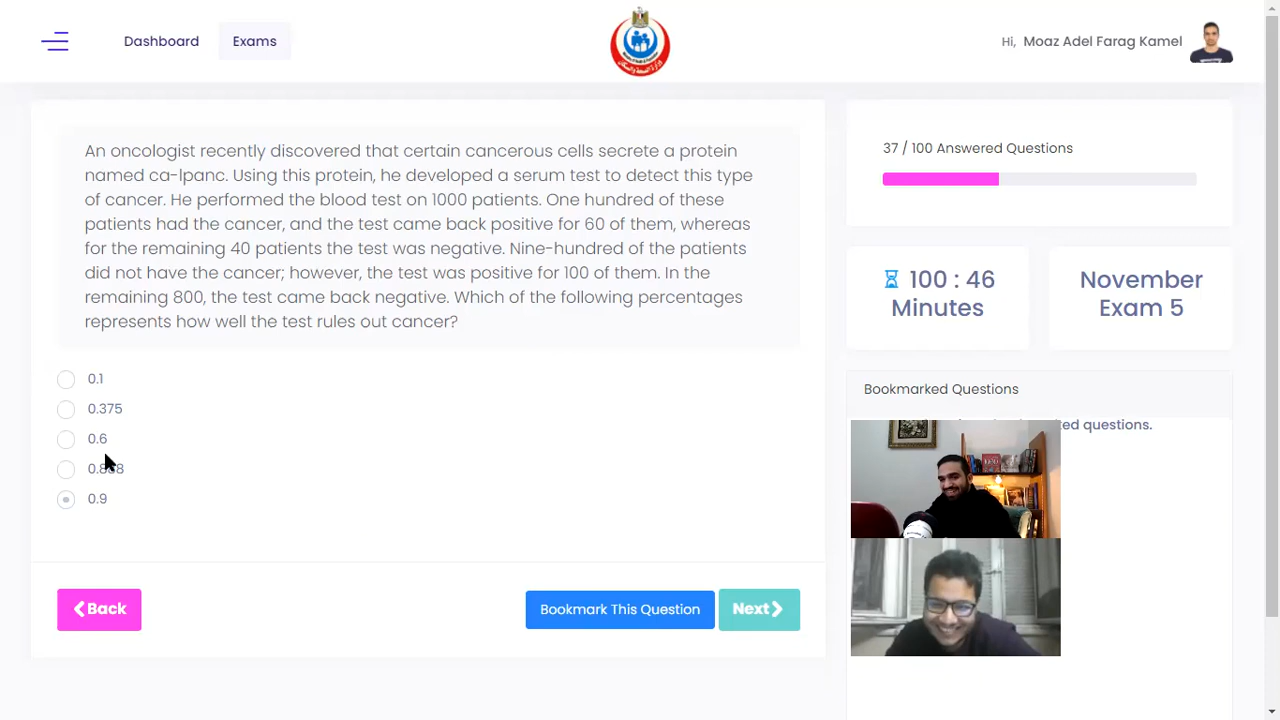 Dashboard
Exams
Hi, Moaz Adel Farag Kamel
An oncologist recently discovered that certain cancerous cells secrete a protein
named ca-lpanc. Using this protein, he developed a serum test to detect this type
of cancer. He performed the blood test on 1000 patients. One hundred of these
patients had the cancer, and the test came back positive for 60 of them, whereas
for the remaining 40 patients the test was negative. Nine-hundred of the patients
did not have the cancer; however, the test was positive for 100 of them. In the
remaining 800, the test came back negative. Which of the following percentages
represents how well the test rules out cancer?
0.1
0.375
0.6
0.9
Back
Bookmark This Question
Next
37 / 100 Answered Questions
100 : 46
Minutes
November
Exam 5
Bookmarked Questions
questions.